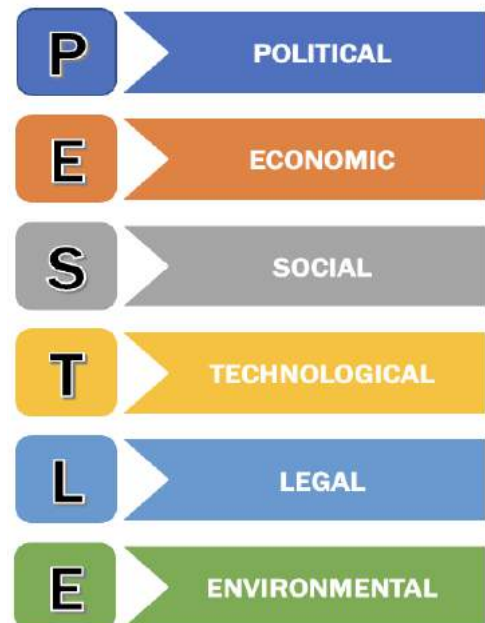 P POLITICAL
E ECONOMIC
S SOCIAL
T TECHNOLOGICAL
L LEGAL
E ENVIRONMENTAL